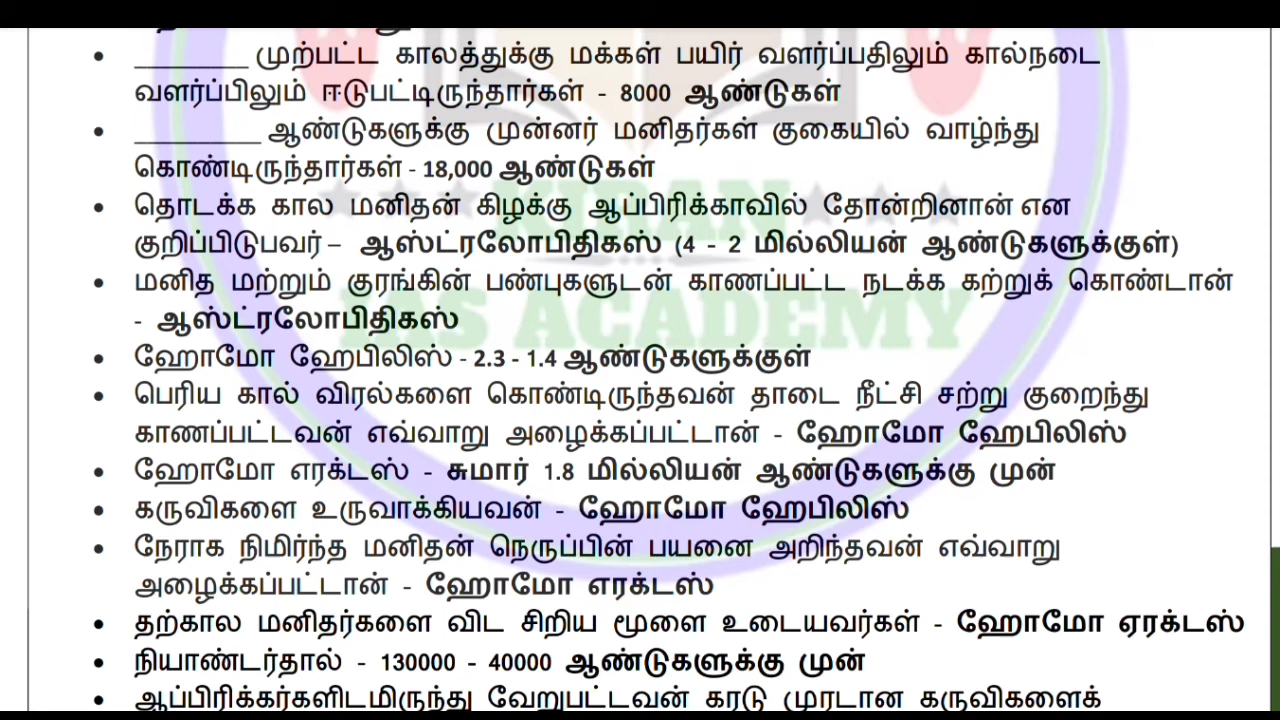 ________ முற்பட்ட காலத்துக்கு மக்கள் பயிர் வளர்ப்பதிலும் கால்நடை
வளர்ப்பிலும் ஈடுபட்டிருந்தார்கள் - 8000 ஆண்டுகள்
_________ ஆண்டுகளுக்கு முன்னர் மனிதர்கள் குகையில் வாழ்ந்து
கொண்டிருந்தார்கள் - 18,000 ஆண்டுகள்
தொடக்க கால மனிதன் கிழக்கு ஆப்பிரிக்காவில் தோன்றினான் என
குறிப்பிடுபவர் – ஆஸ்ட்ரலோபிதிகஸ் (4 - 2 மில்லியன் ஆண்டுகளுக்குள்)
மனித மற்றும் குரங்கின் பண்புகளுடன் காணப்பட்ட நடக்க கற்றுக் கொண்டான்
- ஆஸ்ட்ரலோபிதிகஸ்
ஹோமோ ஹேபிலிஸ் - 2.3 - 1.4 ஆண்டுகளுக்குள்
பெரிய கால் விரல்களை கொண்டிருந்தவன் தாடை நீட்சி சற்று குறைந்து
காணப்பட்டவன் எவ்வாறு அழைக்கப்பட்டான் - ஹோமோ ஹேபிலிஸ்
ஹோமோ எரக்டஸ் - சுமார் 1.8 மில்லியன் ஆண்டுகளுக்கு முன்
கருவிகளை உருவாக்கியவன் - ஹோமோ ஹேபிலிஸ்
நேராக நிமிர்ந்த மனிதன் நெருப்பின் பயனை அறிந்தவன் எவ்வாறு
அழைக்கப்பட்டான் - ஹோமோ எரக்டஸ்
தற்கால மனிதர்களை விட சிறிய மூளை உடையவர்கள் - ஹோமோ ஏரக்டஸ்
நியாண்டர்தால் - 130000 - 40000 ஆண்டுகளுக்கு முன்
ஆப்பிரிக்கர்களிடமிருந்து வேறுபட்டவன் கரடு முரடான கருவிகளைக்
KIRAN
IAS ACADEMY